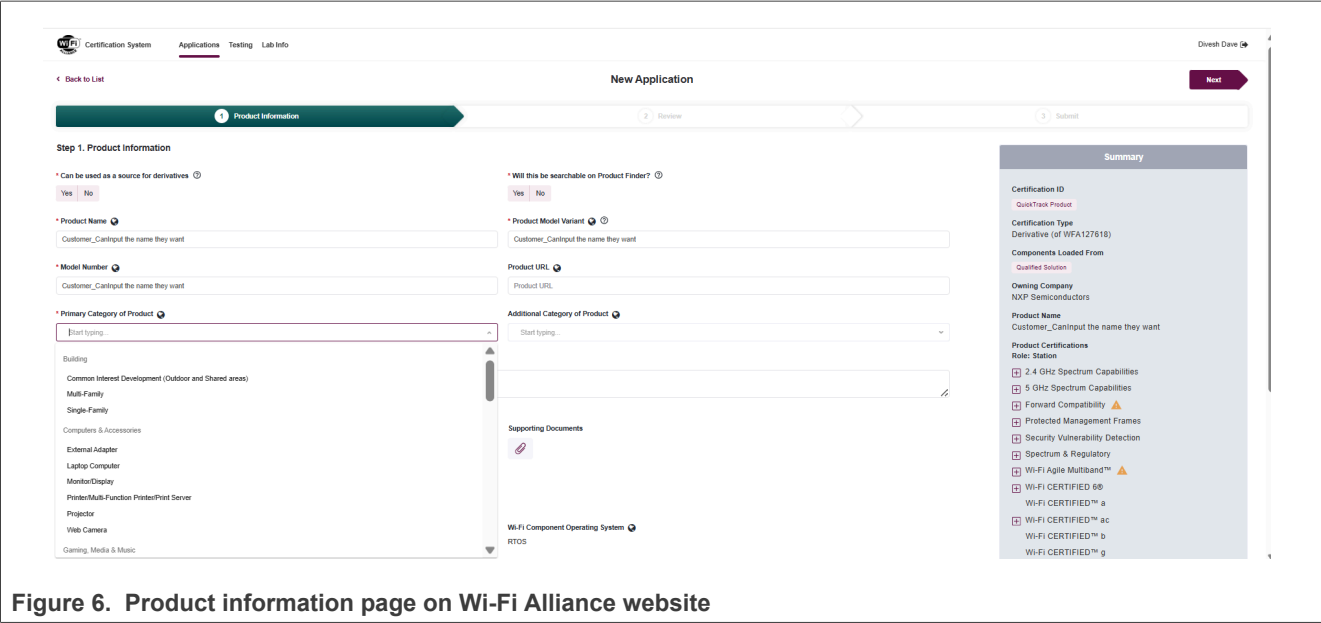 Wi Fi Certification System Applications Testing Lab Info Divesh Dave
Back to List New Application Next
1 Product Information 2 Review 3 Submit
Step 1. Product Information
* Can be used as a source for derivatives
Yes No
* Will this be searchable on Product Finder?
Yes No
* Product Name
Customer_CanInput the name they want
* Product Model Variant
Customer_CanInput the name they want
* Model Number
Customer_CanInput the name they want
Product URL
Product URL
* Primary Category of Product
Start typing...
Additional Category of Product
Start typing...
Building
Common Interest Development (Outdoor and Shared areas)
Multi-Family
Single-Family
Computers & Accessories
External Adapter
Laptop Computer
Monitor/Display
Printer/Multi-Function Printer/Print Server
Projector
Web Camera
Gaming, Media & Music
Supporting Documents
Wi-Fi Component Operating System
RTOS
Summary
Certification ID
QuickTrack Product
Certification Type
Derivative (of WFA127618)
Components Loaded From
Qualified Solution
Owning Company
NXP Semiconductors
Product Name
Customer_CanInput the name they want
Product Certifications
Role: Station
2.4 GHz Spectrum Capabilities
5 GHz Spectrum Capabilities
Forward Compatibility
Protected Management Frames
Security Vulnerability Detection
Spectrum & Regulatory
Wi-Fi Agile Multiband™
Wi-Fi CERTIFIED 6®
Wi-Fi CERTIFIED™ a
Wi-Fi CERTIFIED™ ac
Wi-Fi CERTIFIED™ b
Wi-Fi CERTIFIED™ g
Figure 6. Product information page on Wi-Fi Alliance website